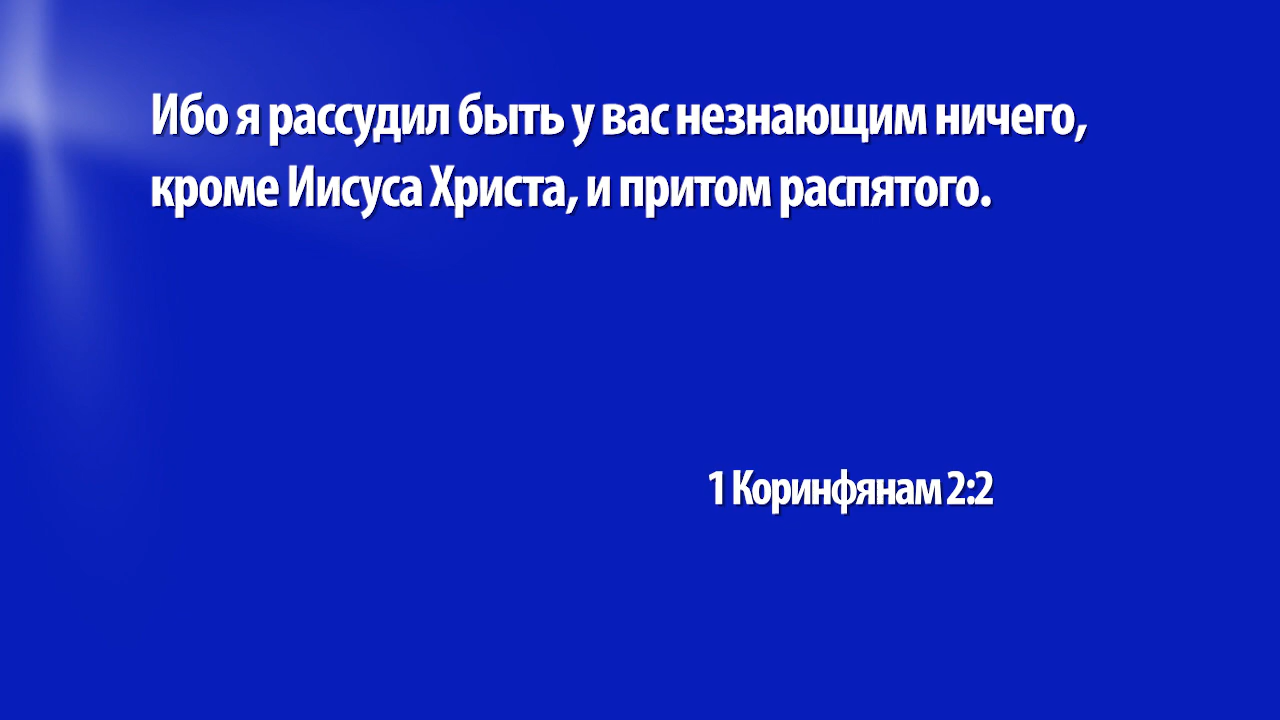 Ибо я рассудил быть у вас незнающим ничего,
кроме Иисуса Христа, и притом распятого.
1 Коринфянам 2:2